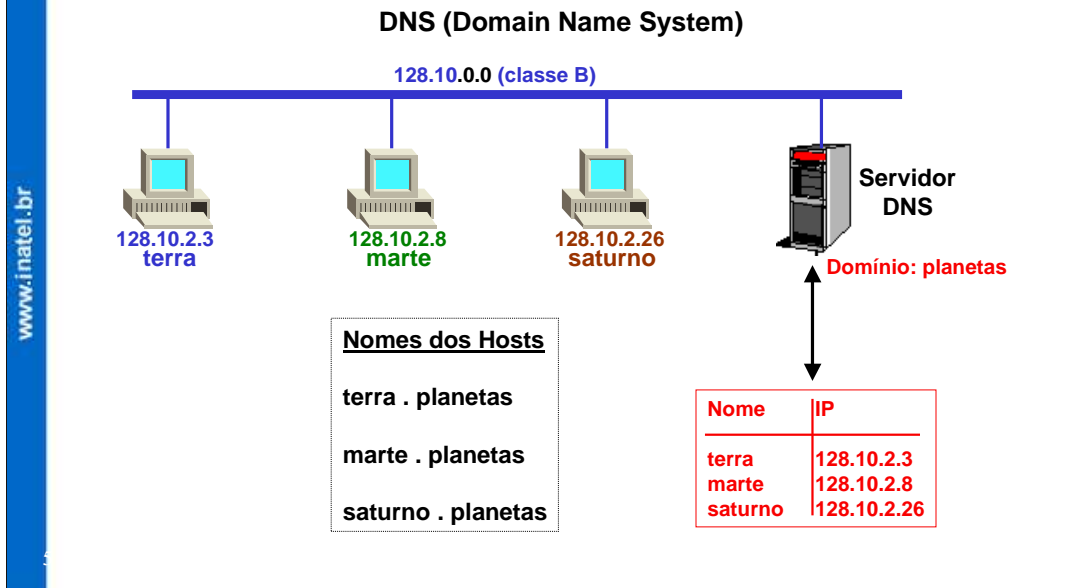 DNS (Domain Name System)
128.10.0.0 (classe B)
www.inatel.br
Servidor
DNS
128.10.2.3
terra
128.10.2.8
marte
128.10.2.26
saturno
Domínio: planetas
Nomes dos Hosts
terra . planetas
marte . planetas
saturno . planetas
Nome IP
terra 128.10.2.3
marte 128.10.2.8
saturno 128.10.2.26